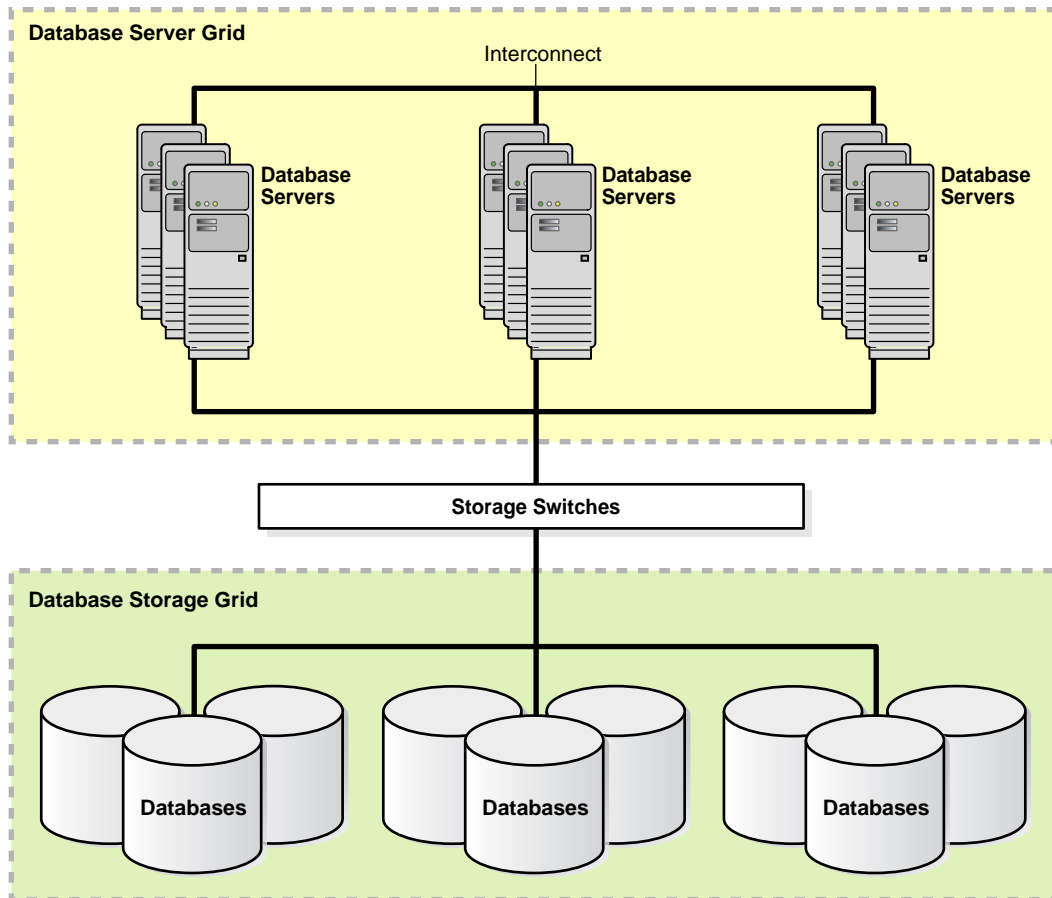 Database Server Grid
Interconnect
Database
Servers
Database
Servers
Database
Servers
Storage Switches
Database Storage Grid
Databases
Databases
Databases